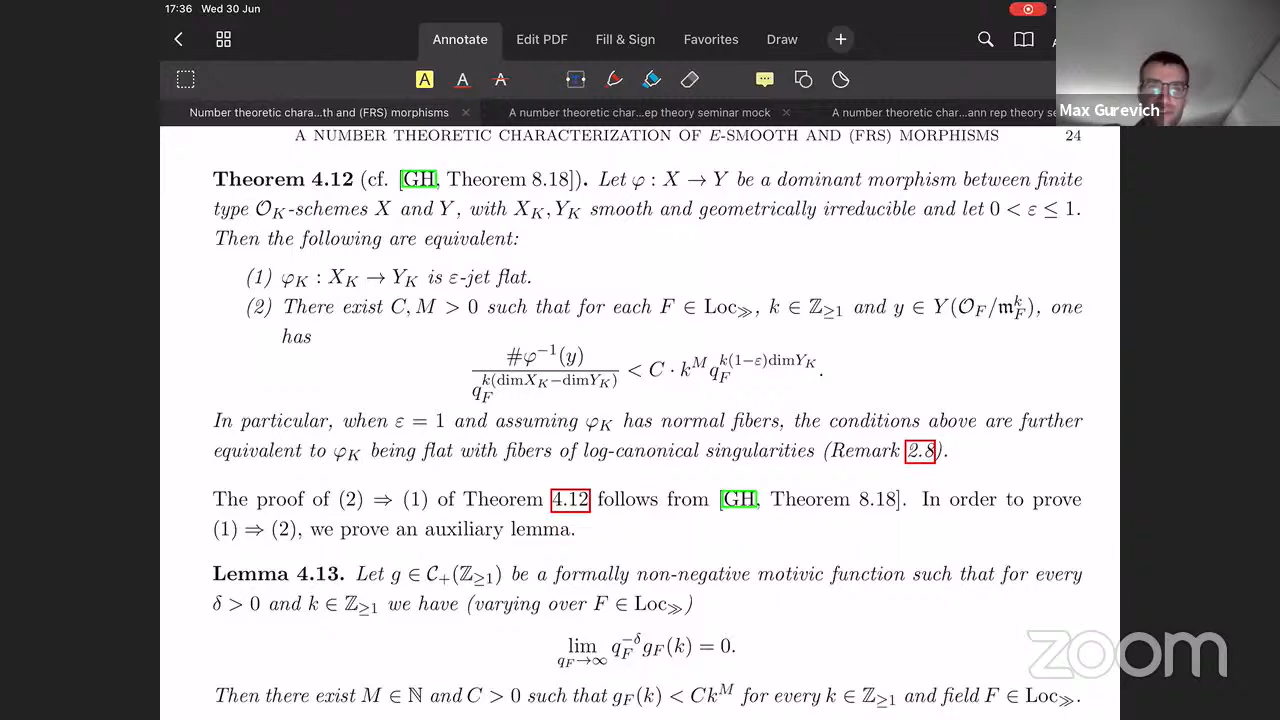 17:36 Wed 30 Jun
Annotate Edit PDF Fill & Sign Favorites Draw
Number theoretic chara...th and (FRS) morphisms × A number theoretic char...ep theory seminar mock × A number theoretic char...ann rep theory se
Max Gurevich
A NUMBER THEORETIC CHARACTERIZATION OF E-SMOOTH AND (FRS) MORPHISMS 24
Theorem 4.12 (cf. [GH, Theorem 8.18]). Let φ : X → Y be a dominant morphism between finite
type 𝒪_K-schemes X and Y, with X_K, Y_K smooth and geometrically irreducible and let 0 < ε ≤ 1.
Then the following are equivalent:
(1) φ_K : X_K → Y_K is ε-jet flat.
(2) There exist C, M > 0 such that for each F ∈ Loc_≫, k ∈ ℤ_≥1 and y ∈ Y(𝒪_F/𝔪_F^k), one
has
#φ^{-1}(y) / q_F^{k(dimX_K−dimY_K)} < C · k^M q_F^{k(1−ε)dimY_K}.
In particular, when ε = 1 and assuming φ_K has normal fibers, the conditions above are further
equivalent to φ_K being flat with fibers of log-canonical singularities (Remark 2.8).
The proof of (2) ⇒ (1) of Theorem 4.12 follows from [GH, Theorem 8.18]. In order to prove
(1) ⇒ (2), we prove an auxiliary lemma.
Lemma 4.13. Let g ∈ 𝒞_+(ℤ_≥1) be a formally non-negative motivic function such that for every
δ > 0 and k ∈ ℤ_≥1 we have (varying over F ∈ Loc_≫)
lim_{q_F→∞} q_F^{−δ} g_F(k) = 0.
Then there exist M ∈ ℕ and C > 0 such that g_F(k) < Ck^M for every k ∈ ℤ_≥1 and field F ∈ Loc_≫.
zoom